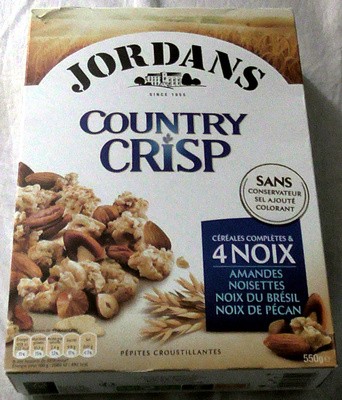 JORDANS
SINCE 1855
COUNTRY
CRISP
SANS
CONSERVATEUR
SEL AJOUTÉ
COLORANT
CÉRÉALES COMPLÈTES &
4 NOIX
AMANDES
NOISETTES
NOIX DU BRÉSIL
NOIX DE PÉCAN
PÉPITES CROUSTILLANTES
550g